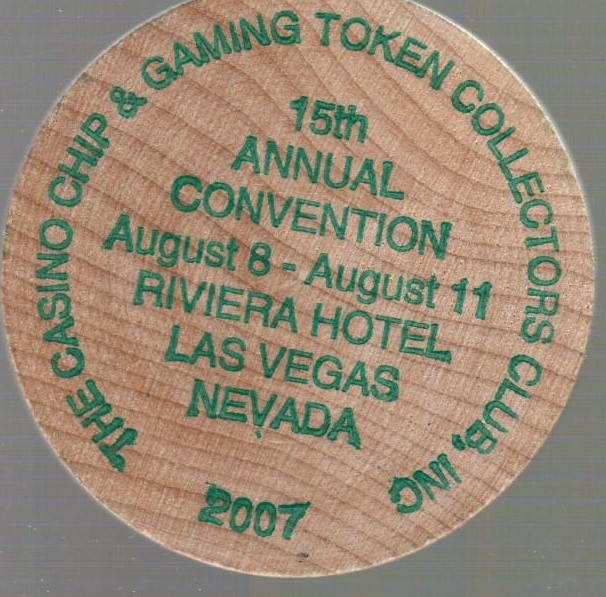 THE CASINO CHIP & GAMING TOKEN COLLECTORS CLUB, INC
15th
ANNUAL
CONVENTION
August 8 - August 11
RIVIERA HOTEL
LAS VEGAS
NEVADA
2007